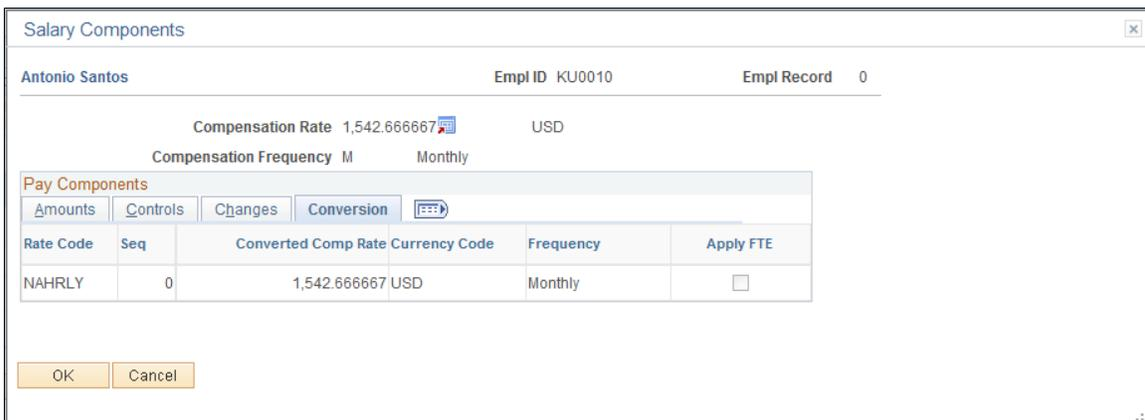 Salary Components
Antonio Santos Empl ID KU0010 Empl Record 0
Compensation Rate 1,542.666667 USD
Compensation Frequency M Monthly
Pay Components
Amounts Controls Changes Conversion
Rate Code Seq Converted Comp Rate Currency Code Frequency Apply FTE
NAHRLY 0 1,542.666667 USD Monthly
OK Cancel